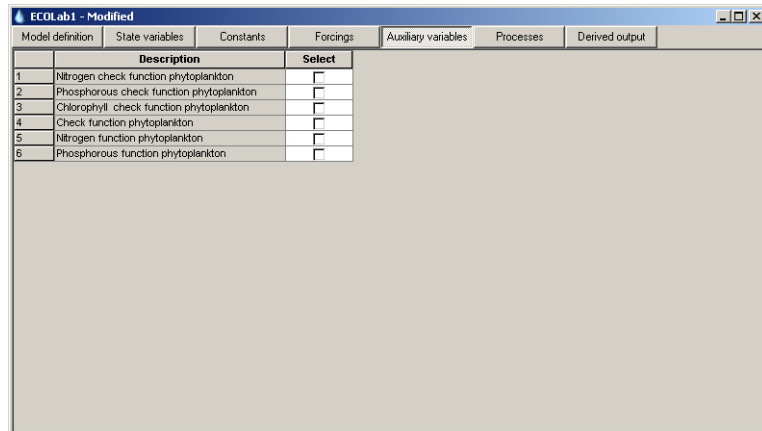 ECOLab1 - Modified
Model definition State variables Constants Forcings Auxiliary variables Processes Derived output
Description Select
1 Nitrogen check function phytoplankton
2 Phosphorous check function phytoplankton
3 Chlorophyll check function phytoplankton
4 Check function phytoplankton
5 Nitrogen function phytoplankton
6 Phosphorous function phytoplankton